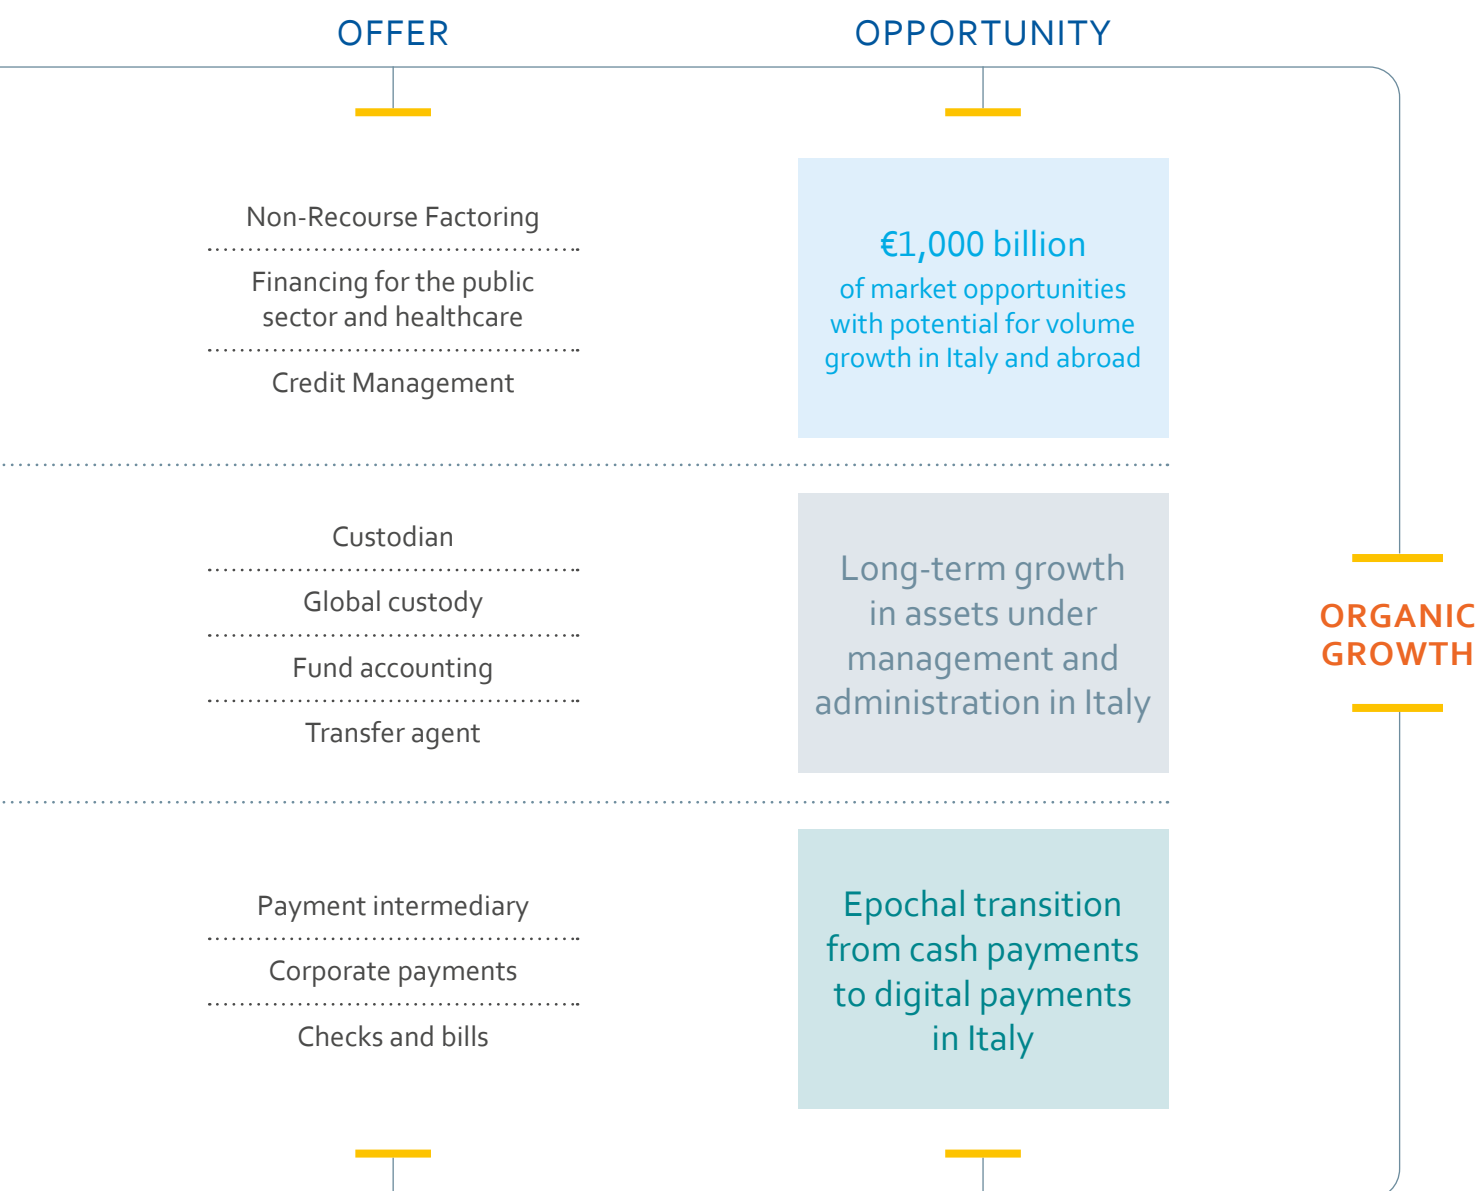 OFFER
OPPORTUNITY
Non-Recourse Factoring
Financing for the public
sector and healthcare
Credit Management
€1,000 billion
of market opportunities
with potential for volume
growth in Italy and abroad
Custodian
Global custody
Fund accounting
Transfer agent
Long-term growth
in assets under
management and
administration in Italy
Payment intermediary
Corporate payments
Checks and bills
Epochal transition
from cash payments
to digital payments
in Italy
ORGANIC
GROWTH